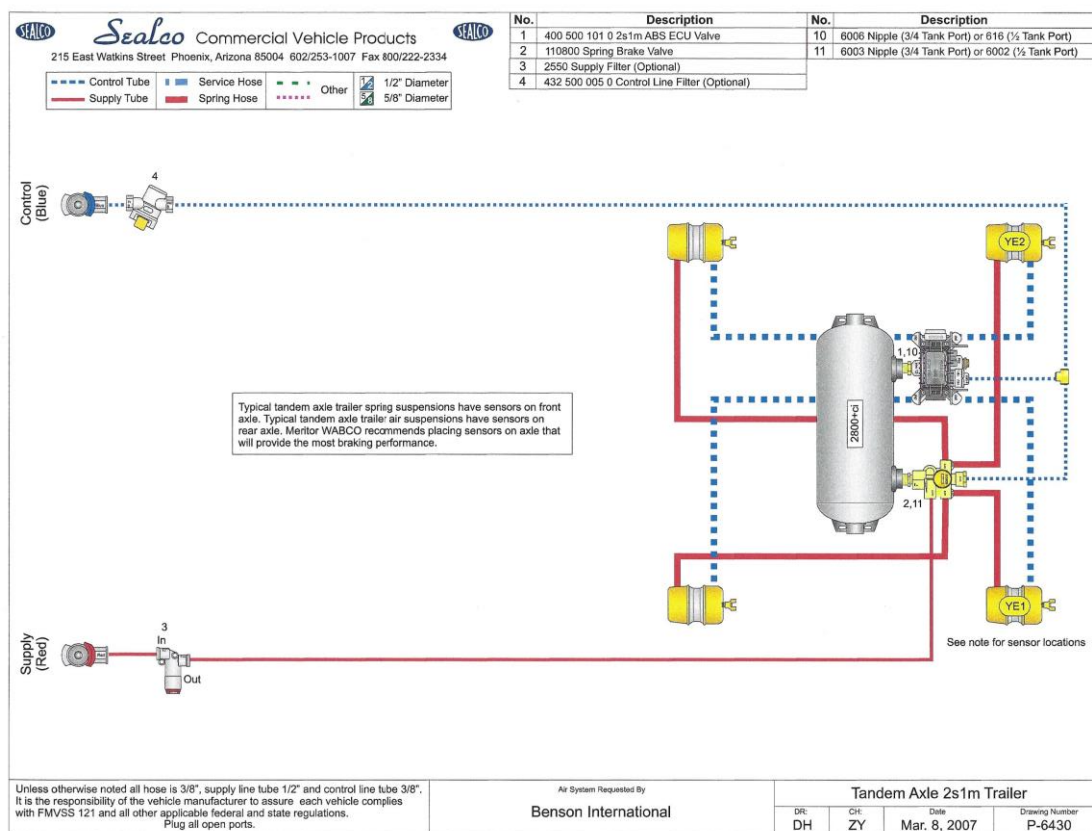 SEALCO
Sealco Commercial Vehicle Products
SEALCO
215 East Watkins Street Phoenix, Arizona 85004 602/253-1007 Fax 800/222-2334
Control Tube
Service Hose
Other
1/2" Diameter
Supply Tube
Spring Hose
5/8" Diameter
No. Description No. Description
1 400 500 101 0 2s1m ABS ECU Valve 10 6006 Nipple (3/4 Tank Port) or 616 (½ Tank Port)
2 110800 Spring Brake Valve 11 6003 Nipple (3/4 Tank Port) or 6002 (½ Tank Port)
3 2550 Supply Filter (Optional)
4 432 500 005 0 Control Line Filter (Optional)
Control
(Blue)
4
YE2
1,10
2800+ci
2,11
Typical tandem axle trailer spring suspensions have sensors on front
axle. Typical tandem axle trailer air suspensions have sensors on
rear axle. Meritor WABCO recommends placing sensors on axle that
will provide the most braking performance.
YE1
See note for sensor locations
Supply
(Red)
Red
3
In
Out
Unless otherwise noted all hose is 3/8", supply line tube 1/2" and control line tube 3/8".
It is the responsibility of the vehicle manufacturer to assure each vehicle complies
with FMVSS 121 and all other applicable federal and state regulations.
Plug all open ports.
Air System Requested By
Benson International
Tandem Axle 2s1m Trailer
DR: CH: Date Drawing Number
DH ZY Mar. 8, 2007 P-6430